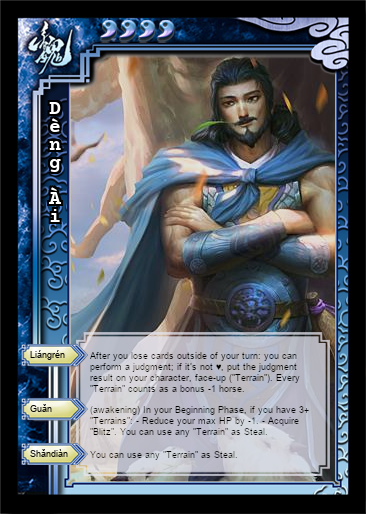 魏
Dèng Ài
Liángrén
After you lose cards outside of your turn: you can
perform a judgment; if it's not ♥, put the judgment
result on your character, face-up ("Terrain"). Every
"Terrain" counts as a bonus -1 horse.
Guǎn
(awakening) In your Beginning Phase, if you have 3+
"Terrains": - Reduce your max HP by -1. - Acquire
"Blitz". You can use any "Terrain" as Steal.
Shǎndiàn
You can use any "Terrain" as Steal.